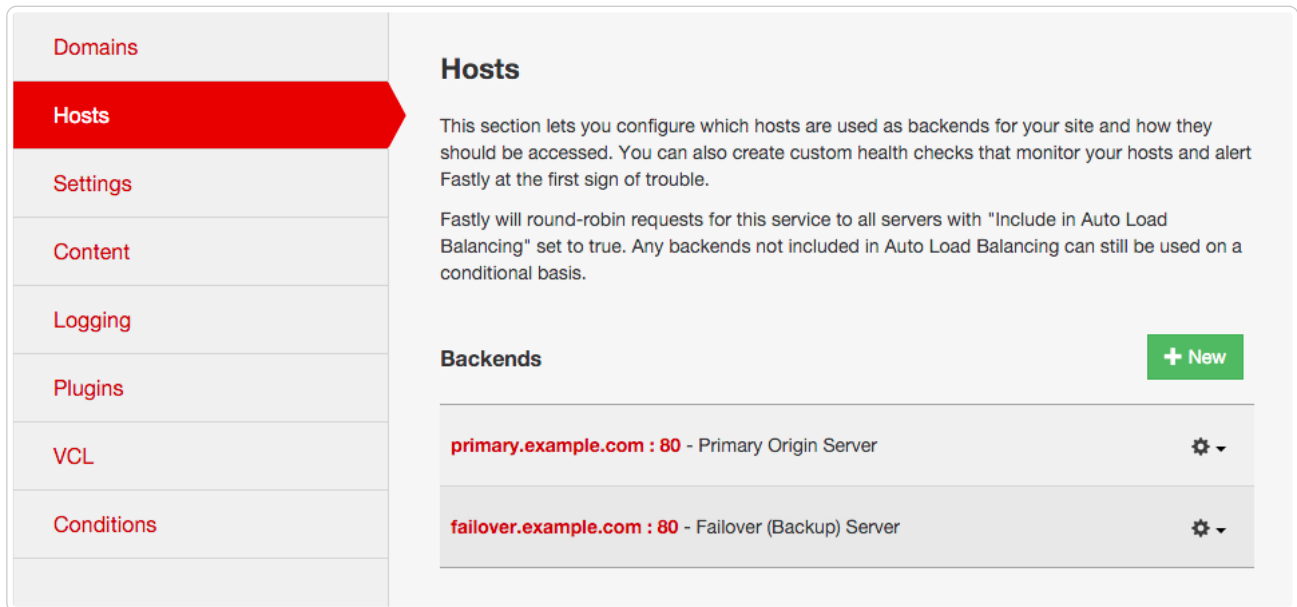 Domains
Hosts
Settings
Content
Logging
Plugins
VCL
Conditions
Hosts
This section lets you configure which hosts are used as backends for your site and how they
should be accessed. You can also create custom health checks that monitor your hosts and alert
Fastly at the first sign of trouble.
Fastly will round-robin requests for this service to all servers with "Include in Auto Load
Balancing" set to true. Any backends not included in Auto Load Balancing can still be used on a
conditional basis.
Backends
+ New
primary.example.com : 80 - Primary Origin Server
failover.example.com : 80 - Failover (Backup) Server